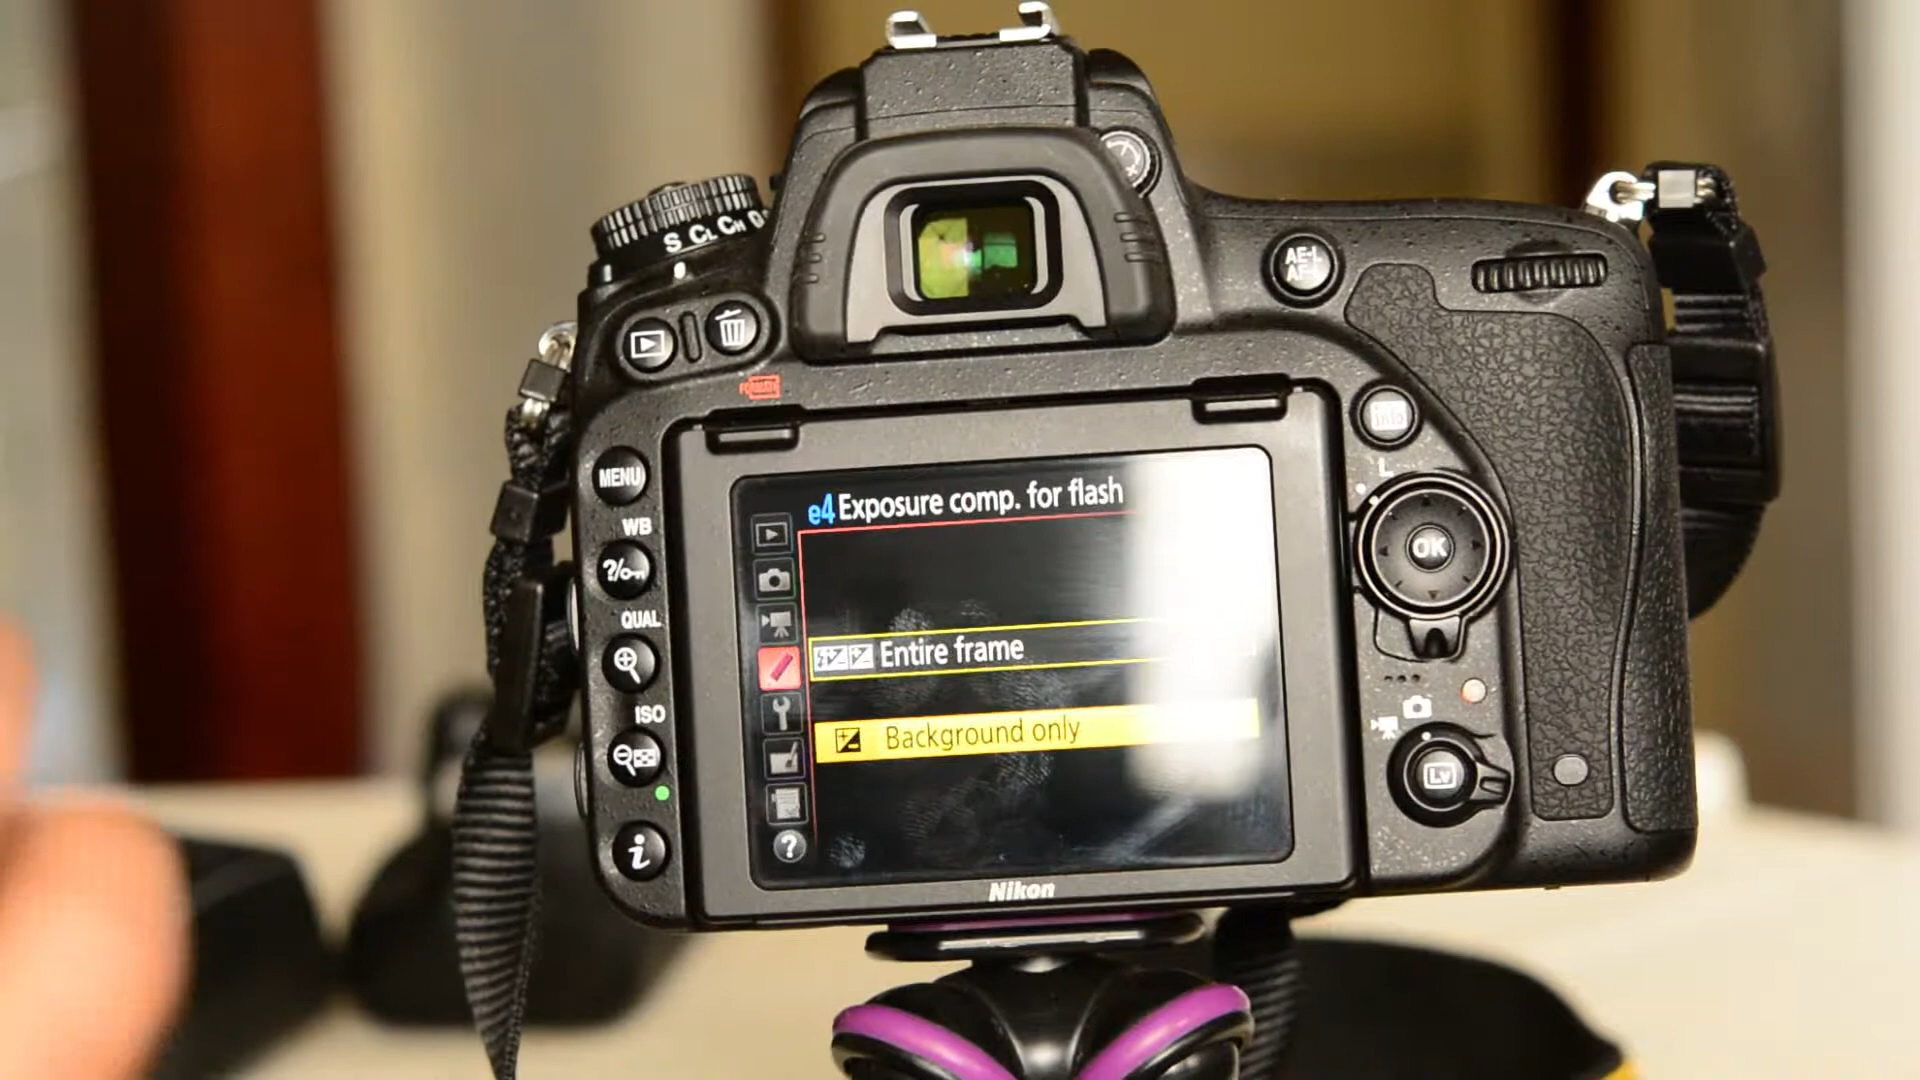 S CL CH Q
AE-L
AF-L
info
L
MENU
WB
?/
QUAL
ISO
i
OK
Lv
e4 Exposure comp. for flash
Entire frame
Background only
?
Nikon